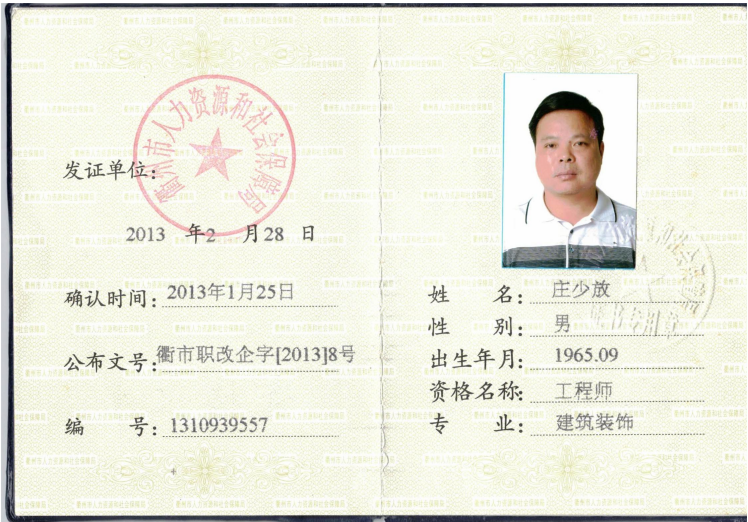 衢州市人力资源和社会保障局
发证单位:
2013 年2 月28 日
确认时间: 2013年1月25日
公布文号: 衢市职改企字[2013]8号
编 号: 1310939557
姓 名: 庄少放
性 别: 男
出生年月: 1965.09
资格名称: 工程师
专 业: 建筑装饰